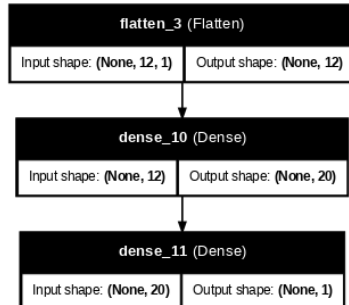 flatten_3 (Flatten)
Input shape: (None, 12, 1) Output shape: (None, 12)
dense_10 (Dense)
Input shape: (None, 12) Output shape: (None, 20)
dense_11 (Dense)
Input shape: (None, 20) Output shape: (None, 1)